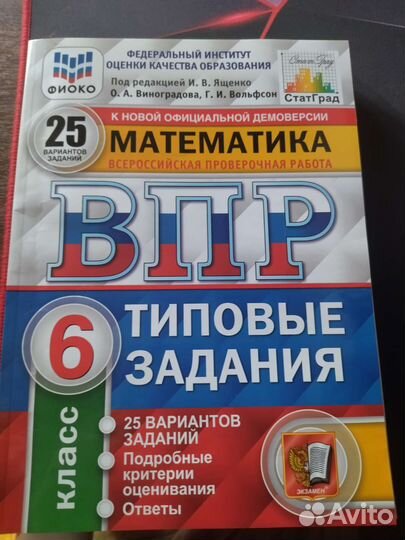 ФЕДЕРАЛЬНЫЙ ИНСТИТУТ
ОЦЕНКИ КАЧЕСТВА ОБРАЗОВАНИЯ
ФИОКО
Под редакцией И. В. Ященко
О. А. Виноградова, Г. И. Вольфсон
СтатГрад
СтатГрад
25
ВАРИАНТОВ
ЗАДАНИЙ
К НОВОЙ ОФИЦИАЛЬНОЙ ДЕМОВЕРСИИ
МАТЕМАТИКА
ВСЕРОССИЙСКАЯ ПРОВЕРОЧНАЯ РАБОТА
ВПР
6
класс
ТИПОВЫЕ
ЗАДАНИЯ
25 ВАРИАНТОВ
ЗАДАНИЙ
Подробные
критерии
оценивания
Ответы
ЭКЗАМЕН
Avito